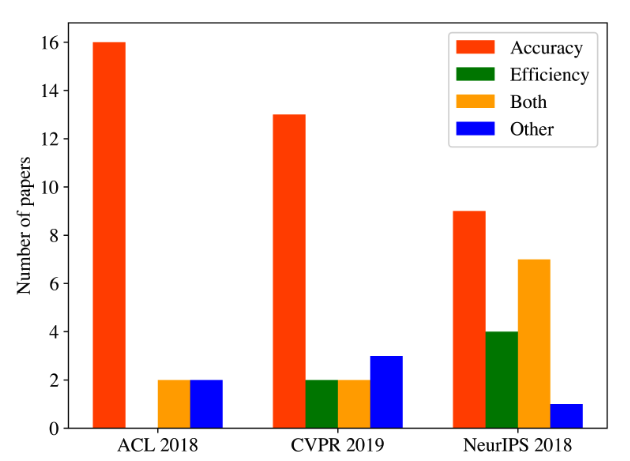 16
14
12
10
8
6
4
2
0
Number of papers
Accuracy
Efficiency
Both
Other
ACL 2018
CVPR 2019
NeurIPS 2018